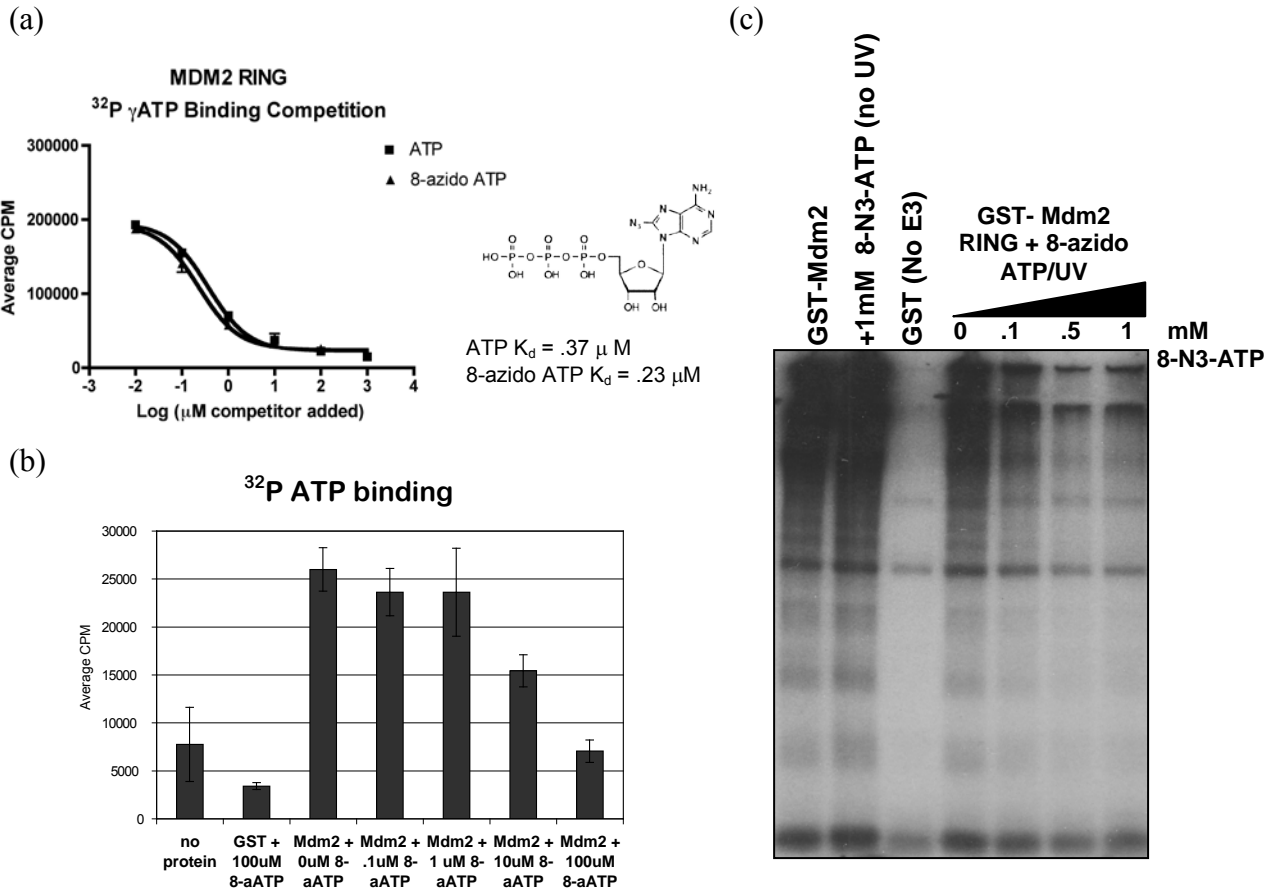 (a)
MDM2 RING
³²P γATP Binding Competition
300000
200000
100000
0
Average CPM
-3 -2 -1 0 1 2 3 4
Log (μM competitor added)
■ ATP
▲ 8-azido ATP
NH₂
N₃
N
N
N
N
HO P O P O P O
O O O
OH OH OH
O
OH OH
ATP Kd = .37 μ M
8-azido ATP Kd = .23 μM
(b)
³²P ATP binding
30000
25000
20000
15000
10000
5000
0
Average CPM
no protein
GST + 100uM 8-aATP
Mdm2 + 0uM 8-aATP
Mdm2 + .1uM 8-aATP
Mdm2 + 1 uM 8-aATP
Mdm2 + 10uM 8-aATP
Mdm2 + 100uM 8-aATP
(c)
GST-Mdm2
+1mM 8-N3-ATP (no UV)
GST (No E3)
GST- Mdm2
RING + 8-azido
ATP/UV
0 .1 .5 1 mM
8-N3-ATP